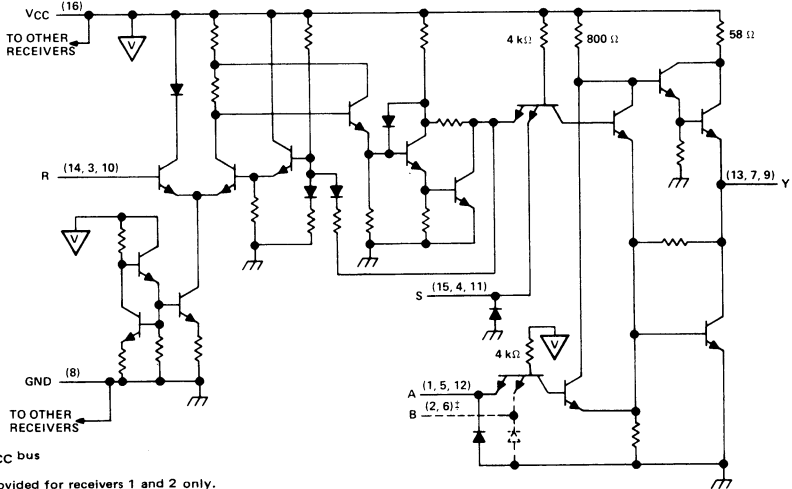 VCC (16)
TO OTHER
RECEIVERS
V
4 kΩ
800 Ω
58 Ω
R (14, 3, 10)
(13, 7, 9) Y
V
S (15, 4, 11)
4 kΩ
V
GND (8)
A (1, 5, 12)
B (2, 6)‡
TO OTHER
RECEIVERS
CC bus
ovided for receivers 1 and 2 only.